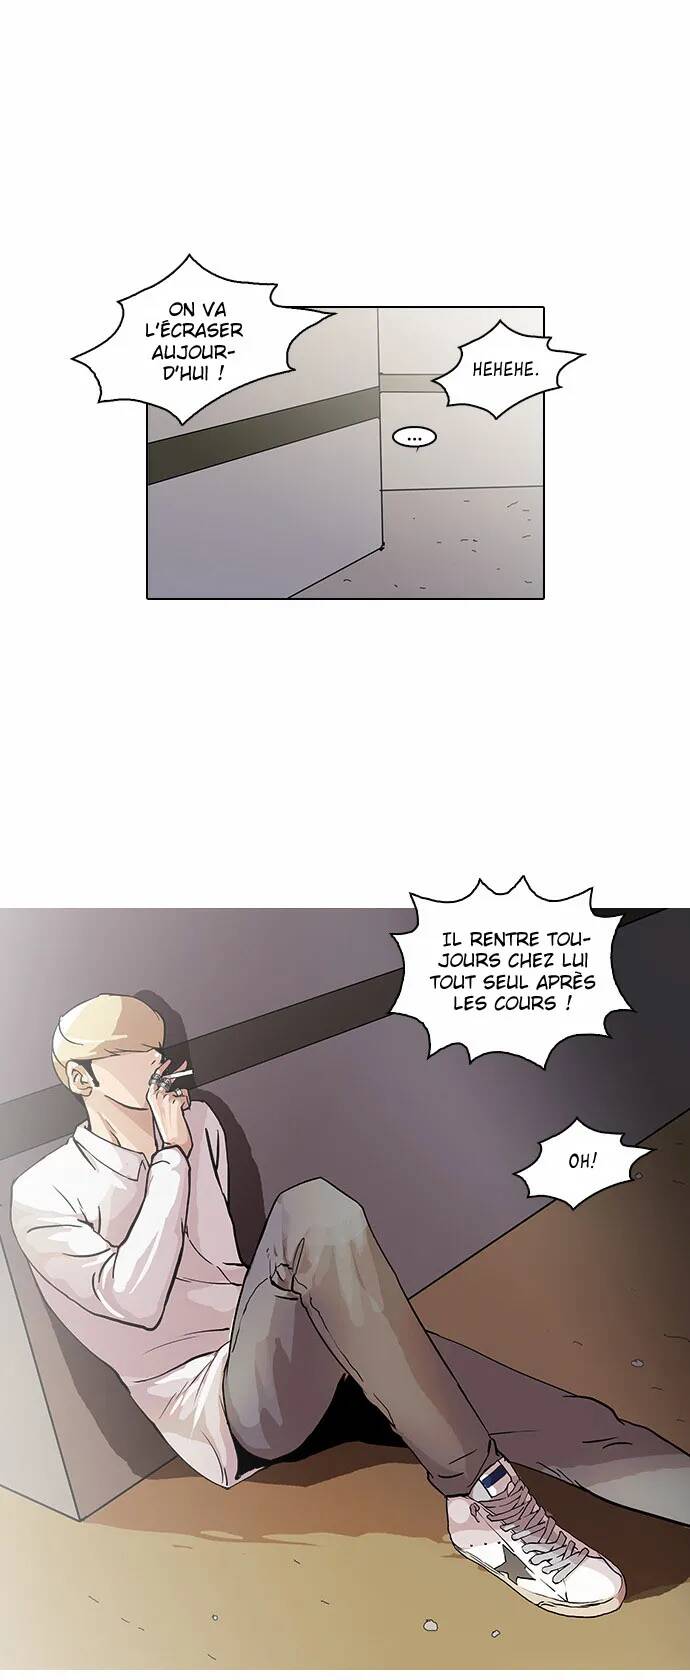 ON VA
L'ÉCRASER
AUJOUR-
D'HUI !
HEHEHE.
...
IL RENTRE TOU-
JOURS CHEZ LUI
TOUT SEUL APRÈS
LES COURS !
OH!